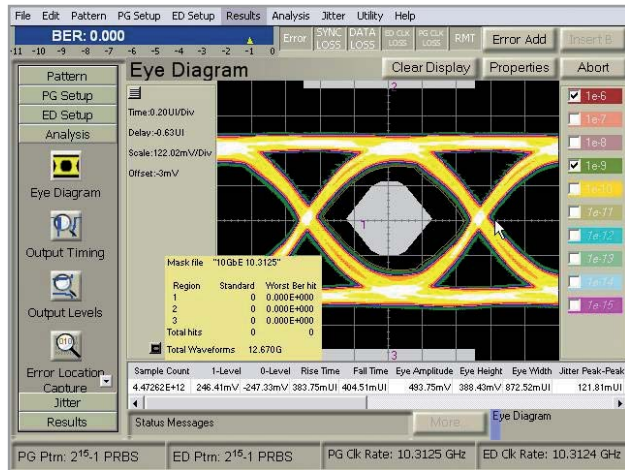 File Edit Pattern PG Setup ED Setup Results Analysis Jitter Utility Help
BER: 0.000
-11 -10 -9 -8 -7 -6 -5 -4 -3 -2 -1 0
Error
SYNC LOSS
DATA LOSS
ED CLK LOSS
PG CLK LOSS
RMT
Error Add
Insert B
Pattern
PG Setup
ED Setup
Analysis
Eye Diagram
Output Timing
Output Levels
Error Location
Capture
Jitter
Results
Eye Diagram
Clear Display
Properties
Abort
Time:0.20UI/Div
Delay:-0.63UI
Scale:122.02mV/Div
Offset:-3mV
2
1
3
1e-6
1e-7
1e-8
1e-9
1e-10
1e-11
1e-12
1e-13
1e-14
1e-15
Mask file "10GbE 10.3125"
Region Standard Worst Ber hit
1 0 0.000E+000
2 0 0.000E+000
3 0 0.000E+000
Total hits 0 0
Total Waveforms 12.670G
Sample Count 1-Level 0-Level Rise Time Fall Time Eye Amplitude Eye Height Eye Width Jitter Peak-Peak
4.47262E+12 246.41mV -247.33mV 383.75mUI 404.51mUI 493.75mV 388.43mV 872.52mUI 121.81mUI
Status Messages
More...
Eye Diagram
PG Ptrn: 2¹⁵-1 PRBS
ED Ptrn: 2¹⁵-1 PRBS
PG Clk Rate: 10.3125 GHz
ED Clk Rate: 10.3124 GHz